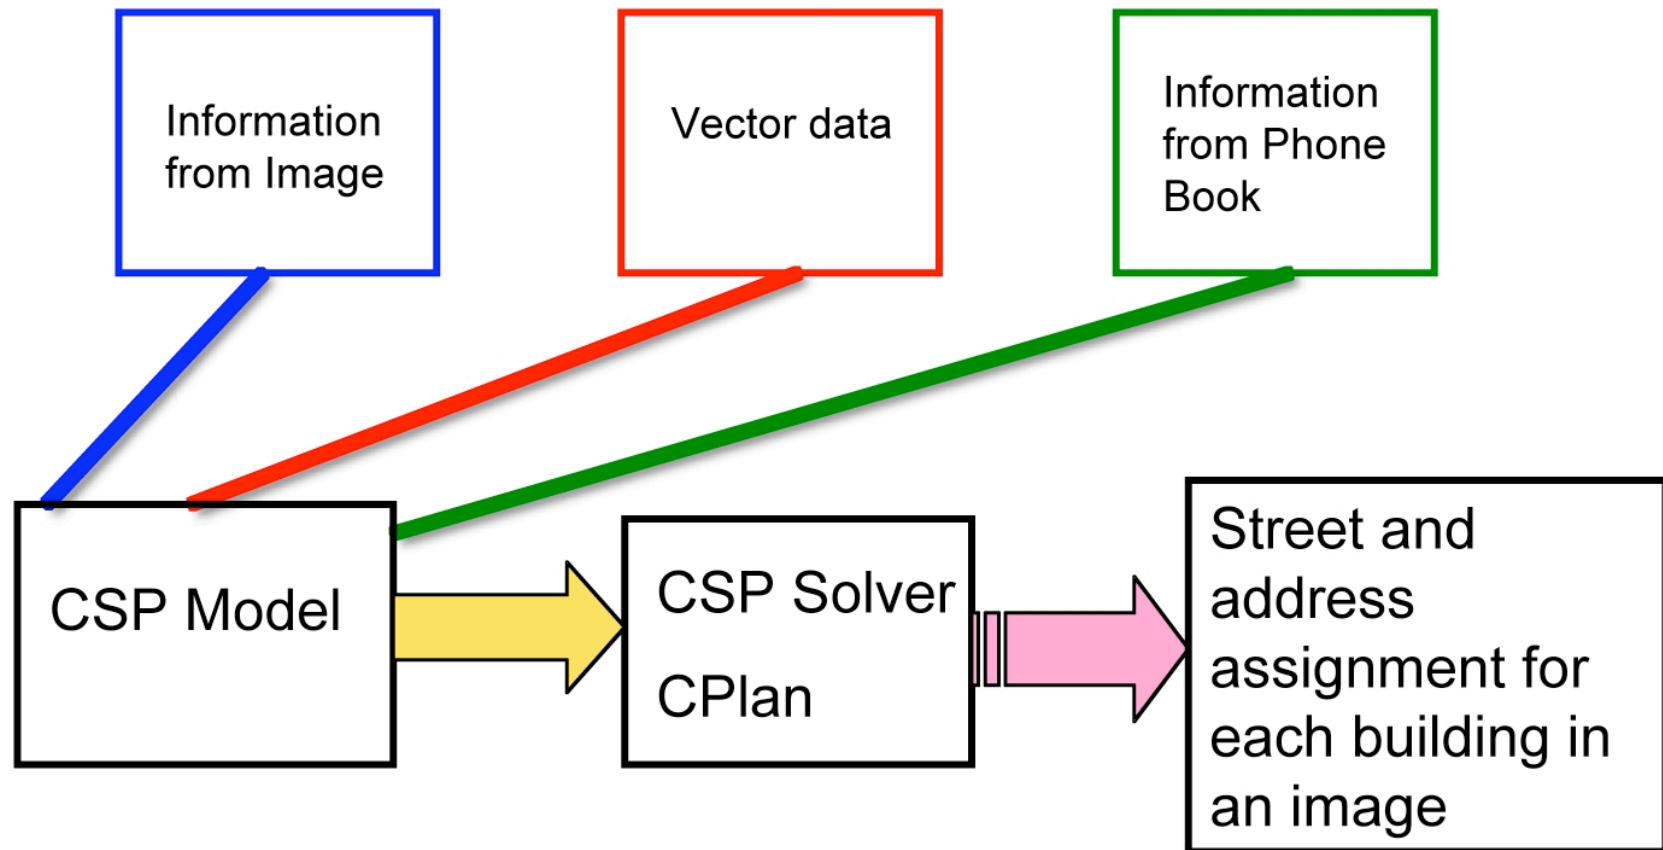 Information
from Image
Vector data
Information
from Phone
Book
CSP Model
CSP Solver
CPlan
Street and
address
assignment for
each building in
an image